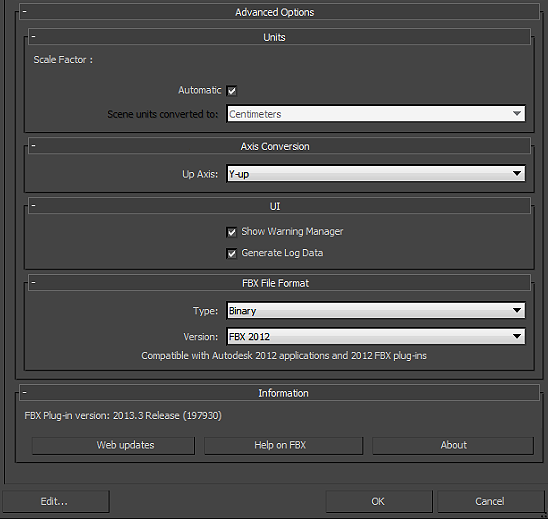 Advanced Options
Units
Scale Factor :
Automatic
Scene units converted to: Centimeters
Axis Conversion
Up Axis: Y-up
UI
Show Warning Manager
Generate Log Data
FBX File Format
Type: Binary
Version: FBX 2012
Compatible with Autodesk 2012 applications and 2012 FBX plug-ins
Information
FBX Plug-in version: 2013.3 Release (197930)
Web updates Help on FBX About
Edit... OK Cancel